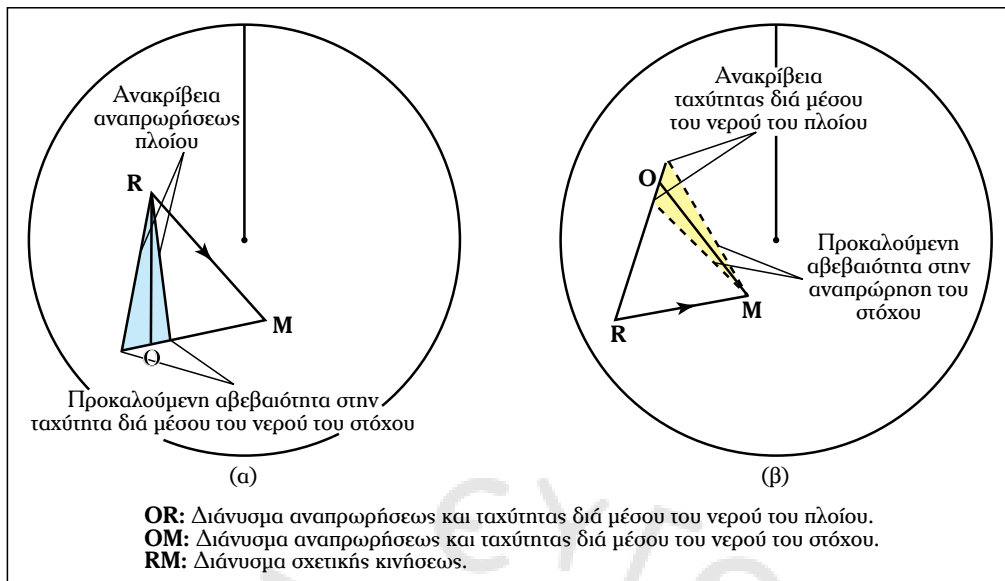 Ανακρίβεια
αναπρωρήσεως
πλοίου
R
M
O
Προκαλούμενη αβεβαιότητα στην
ταχύτητα διά μέσου του νερού του στόχου
(α)
Ανακρίβεια
ταχύτητας διά μέσου
του νερού του πλοίου
O
M
R
Προκαλούμενη
αβεβαιότητα στην
αναπρώρηση του
στόχου
(β)
OR: Διάνυσμα αναπρωρήσεως και ταχύτητας διά μέσου του νερού του πλοίου.
OM: Διάνυσμα αναπρωρήσεως και ταχύτητας διά μέσου του νερού του στόχου.
RM: Διάνυσμα σχετικής κινήσεως.